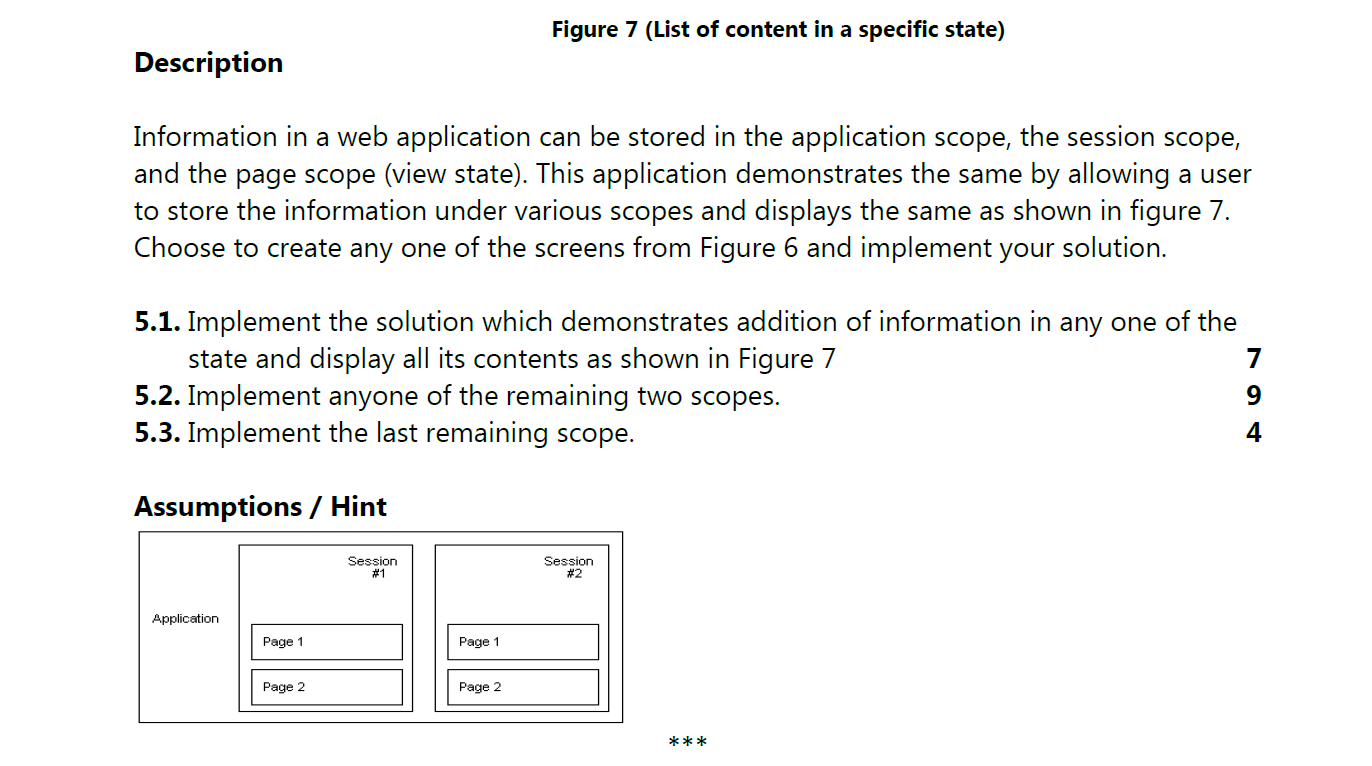 Figure 7 (List of content in a specific state)
Description
Information in a web application can be stored in the application scope, the session scope,
and the page scope (view state). This application demonstrates the same by allowing a user
to store the information under various scopes and displays the same as shown in figure 7.
Choose to create any one of the screens from Figure 6 and implement your solution.
5.1. Implement the solution which demonstrates addition of information in any one of the
state and display all its contents as shown in Figure 7 7
5.2. Implement anyone of the remaining two scopes. 9
5.3. Implement the last remaining scope. 4
Assumptions / Hint
Application
Session
#1
Page 1
Page 2
Session
#2
Page 1
Page 2
***